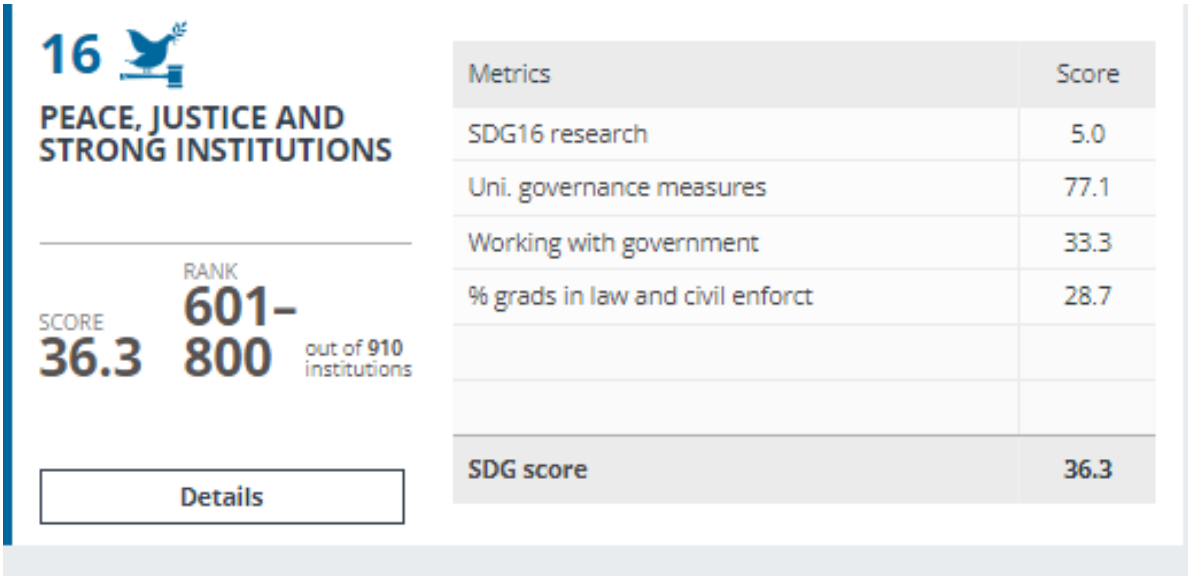 16
PEACE, JUSTICE AND
STRONG INSTITUTIONS
SCORE
36.3
RANK
601–
800
out of 910
institutions
Details
Metrics Score
SDG16 research 5.0
Uni. governance measures 77.1
Working with government 33.3
% grads in law and civil enforct 28.7
SDG score 36.3